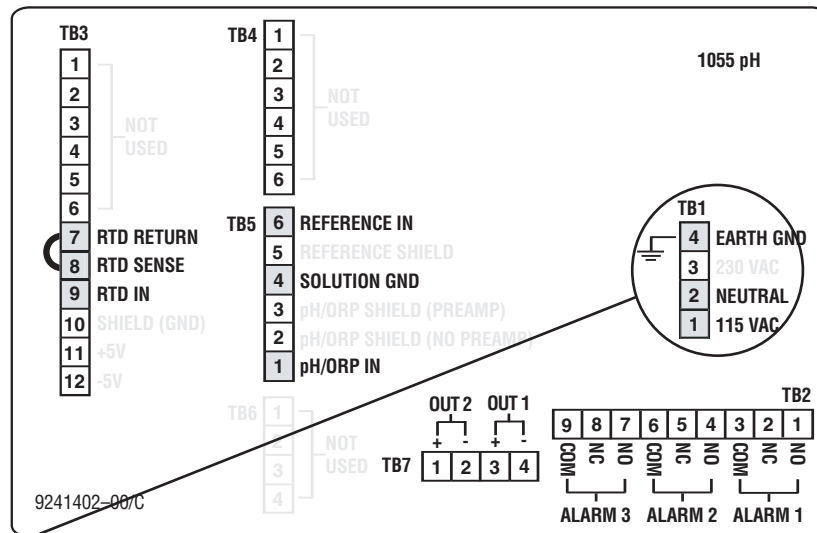 1055 pH
TB3
1
2
3
4
5
6
NOT
USED
7 RTD RETURN
8 RTD SENSE
9 RTD IN
10 SHIELD (GND)
11 +5V
12 -5V
TB4
1
2
3
4
5
6
NOT
USED
TB5
6 REFERENCE IN
5 REFERENCE SHIELD
4 SOLUTION GND
3 pH/ORP SHIELD (PREAMP)
2 pH/ORP SHIELD (NO PREAMP)
1 pH/ORP IN
TB6
1
2
3
4
NOT
USED
TB1
4 EARTH GND
3 230 VAC
2 NEUTRAL
1 115 VAC
OUT 2 OUT 1
+ - + -
TB7 1 2 3 4
TB2
9 8 7 6 5 4 3 2 1
COM NC NO COM NC NO COM NC NO
ALARM 3 ALARM 2 ALARM 1
9241402–00/C